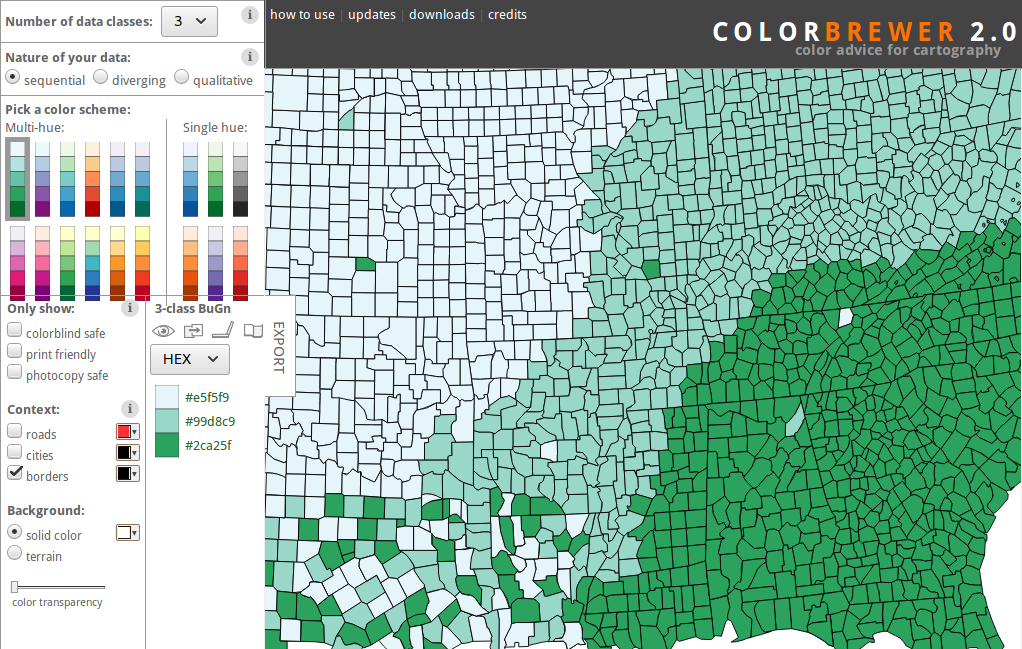 Number of data classes: 3 i
how to use | updates | downloads | credits
COLORBREWER 2.0
color advice for cartography
Nature of your data: i
sequential diverging qualitative
Pick a color scheme:
Multi-hue: Single hue:
Only show: i
colorblind safe
print friendly
photocopy safe
Context: i
roads
cities
borders
Background:
solid color
terrain
color transparency
3-class BuGn
EXPORT
HEX
#e5f5f9
#99d8c9
#2ca25f